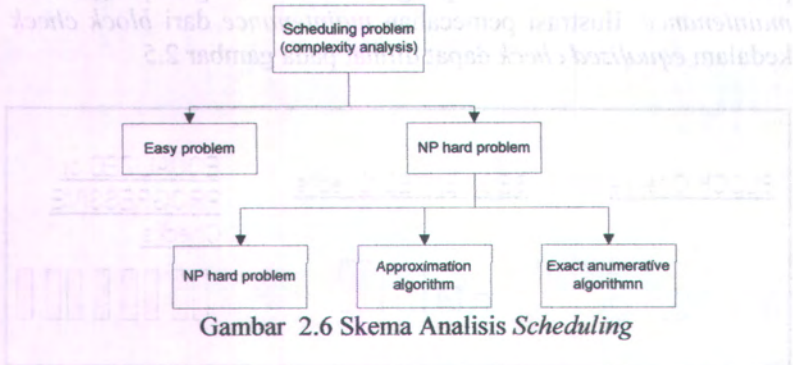 Scheduling problem
(complexity analysis)
Easy problem
NP hard problem
NP hard problem
Approximation
algorithm
Exact anumerative
algorithmn
Gambar 2.6 Skema Analisis Scheduling